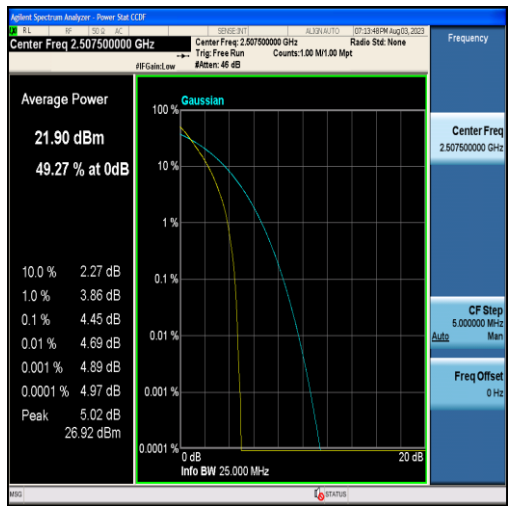 Agilent Spectrum Analyzer - Power Stat CCDF
RL RF 50 Ω AC SENSE:INT ALIGN AUTO 07:13:48PM Aug 03, 2023
Center Freq 2.507500000 GHz
Center Freq: 2.507500000 GHz Radio Std: None
Trig: Free Run Counts:1.00 M/1.00 Mpt
#IFGain:Low #Atten: 46 dB
Frequency
Average Power
21.90 dBm
49.27 % at 0dB
10.0 % 2.27 dB
1.0 % 3.86 dB
0.1 % 4.45 dB
0.01 % 4.69 dB
0.001 % 4.89 dB
0.0001 % 4.97 dB
Peak 5.02 dB
26.92 dBm
Gaussian
100 %
10 %
1 %
0.1 %
0.01 %
0.001 %
0.0001 %
0 dB 20 dB
Info BW 25.000 MHz
Center Freq
2.507500000 GHz
CF Step
5.000000 MHz
Auto Man
Freq Offset
0 Hz
MSG STATUS